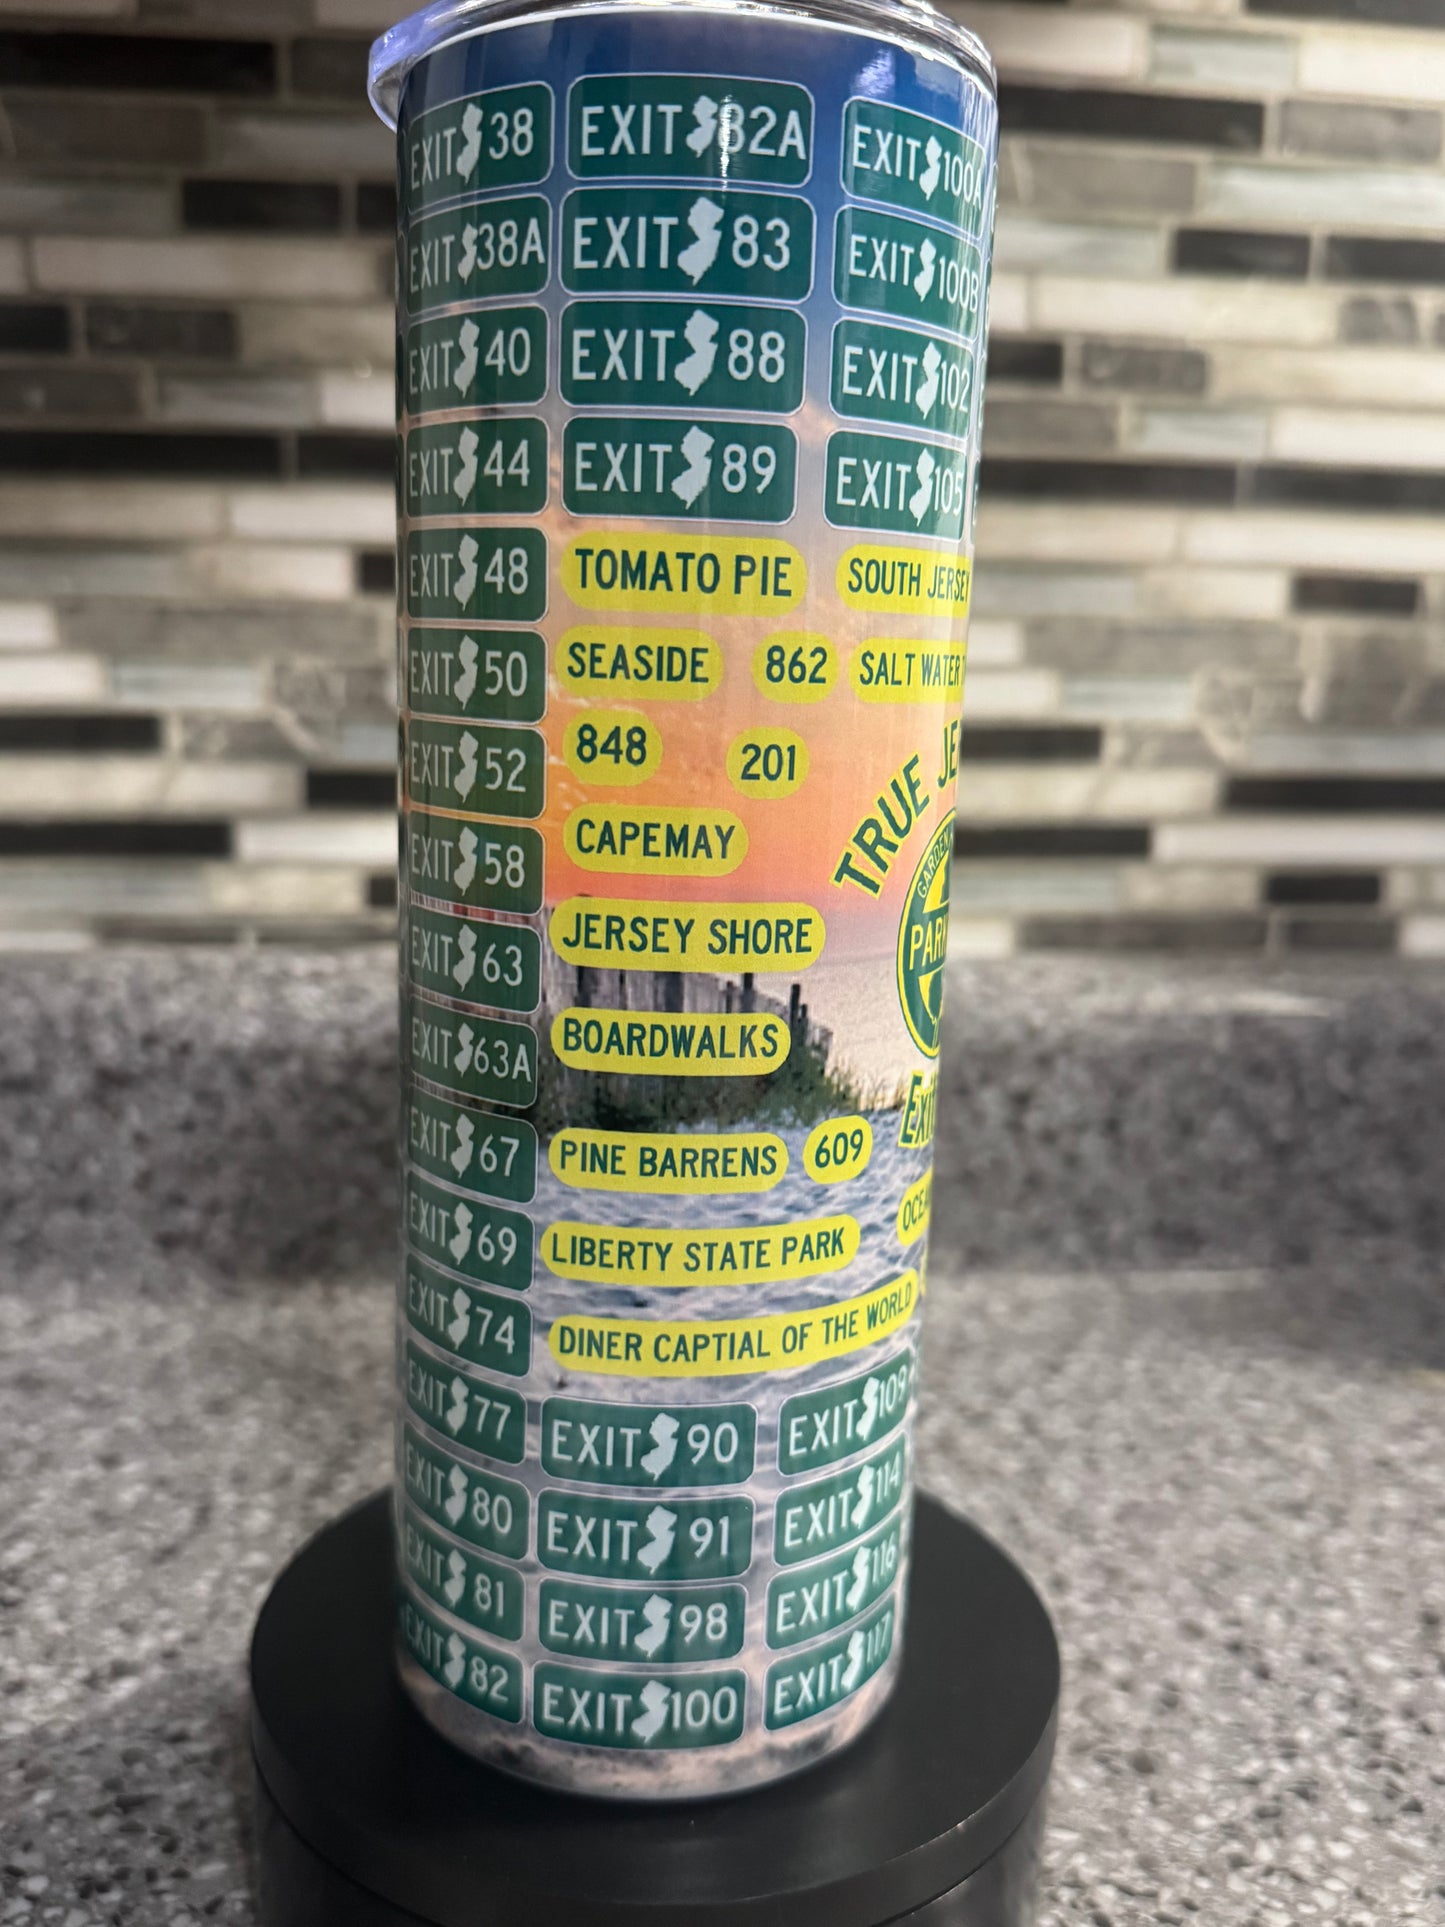 EXIT 38
EXIT 38A
EXIT 40
EXIT 44
EXIT 48
EXIT 50
EXIT 52
EXIT 58
EXIT 63
EXIT 63A
EXIT 67
EXIT 69
EXIT 74
EXIT 77
EXIT 80
EXIT 81
EXIT 82
EXIT 82A
EXIT 83
EXIT 88
EXIT 89
TOMATO PIE
SEASIDE
862
848
201
CAPEMAY
JERSEY SHORE
BOARDWALKS
PINE BARRENS
609
LIBERTY STATE PARK
DINER CAPTIAL OF THE WORLD
EXIT 90
EXIT 91
EXIT 98
EXIT 100
EXIT 100A
EXIT 100B
EXIT 102
EXIT 105
SOUTH JERSEY
SALT WATER
TRUE
EXIT 109
EXIT 114
EXIT 116
EXIT 117